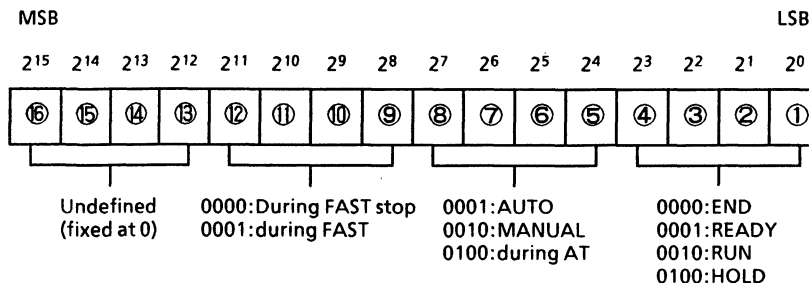 MSB LSB
2¹⁵ 2¹⁴ 2¹³ 2¹² 2¹¹ 2¹⁰ 2⁹ 2⁸ 2⁷ 2⁶ 2⁵ 2⁴ 2³ 2² 2¹ 2⁰
⑯ ⑮ ⑭ ⑬ ⑫ ⑪ ⑩ ⑨ ⑧ ⑦ ⑥ ⑤ ④ ③ ② ①
Undefined
(fixed at 0)
0000:During FAST stop
0001:during FAST
0001:AUTO
0010:MANUAL
0100:during AT
0000:END
0001:READY
0010:RUN
0100:HOLD